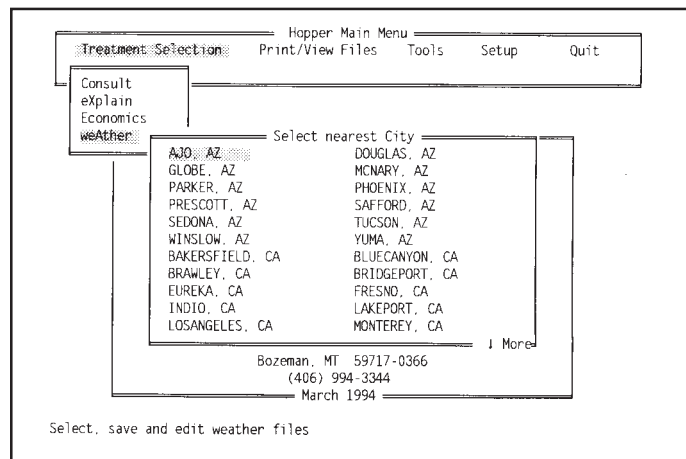 Hopper Main Menu
Treatment Selection Print/View Files Tools Setup Quit
Consult
eXplain
Economics
weAther
Select nearest City
AJO, AZ DOUGLAS, AZ
GLOBE, AZ MCNARY, AZ
PARKER, AZ PHOENIX, AZ
PRESCOTT, AZ SAFFORD, AZ
SEDONA, AZ TUCSON, AZ
WINSLOW, AZ YUMA, AZ
BAKERSFIELD, CA BLUECANYON, CA
BRAWLEY, CA BRIDGEPORT, CA
EUREKA, CA FRESNO, CA
INDIO, CA LAKEPORT, CA
LOSANGELES, CA MONTEREY, CA
↓ More
Bozeman, MT 59717-0366
(406) 994-3344
March 1994
Select, save and edit weather files